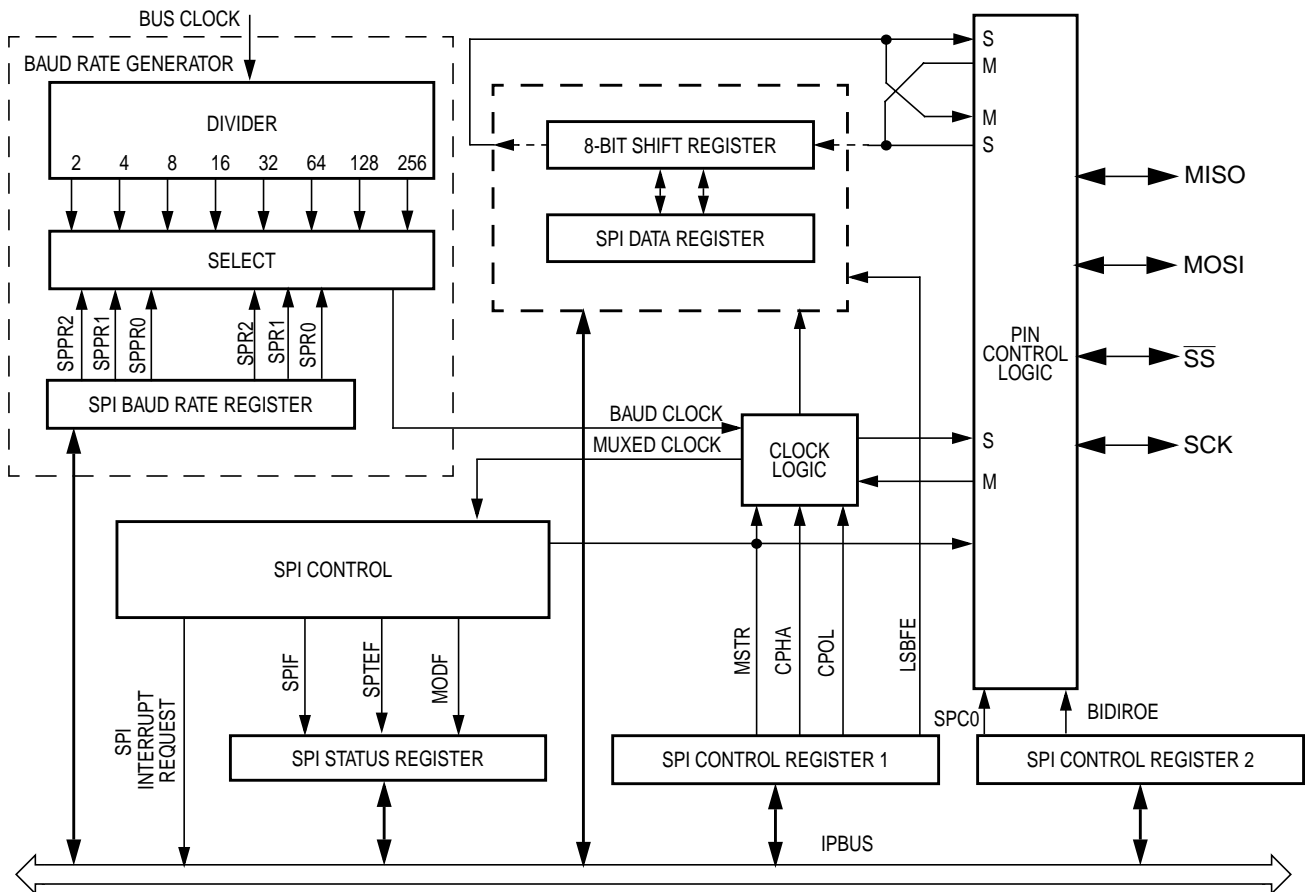 BUS CLOCK
BAUD RATE GENERATOR
DIVIDER
2 4 8 16 32 64 128 256
SELECT
SPPR2
SPPR1
SPPR0
SPR2
SPR1
SPR0
SPI BAUD RATE REGISTER
8-BIT SHIFT REGISTER
SPI DATA REGISTER
S
M
M
S
MISO
MOSI
PIN
CONTROL
LOGIC
SS
SCK
BAUD CLOCK
MUXED CLOCK
CLOCK
LOGIC
S
M
SPI CONTROL
SPI
INTERRUPT
REQUEST
SPIF
SPTEF
MODF
SPI STATUS REGISTER
MSTR
CPHA
CPOL
LSBFE
SPI CONTROL REGISTER 1
SPC0
BIDIROE
SPI CONTROL REGISTER 2
IPBUS